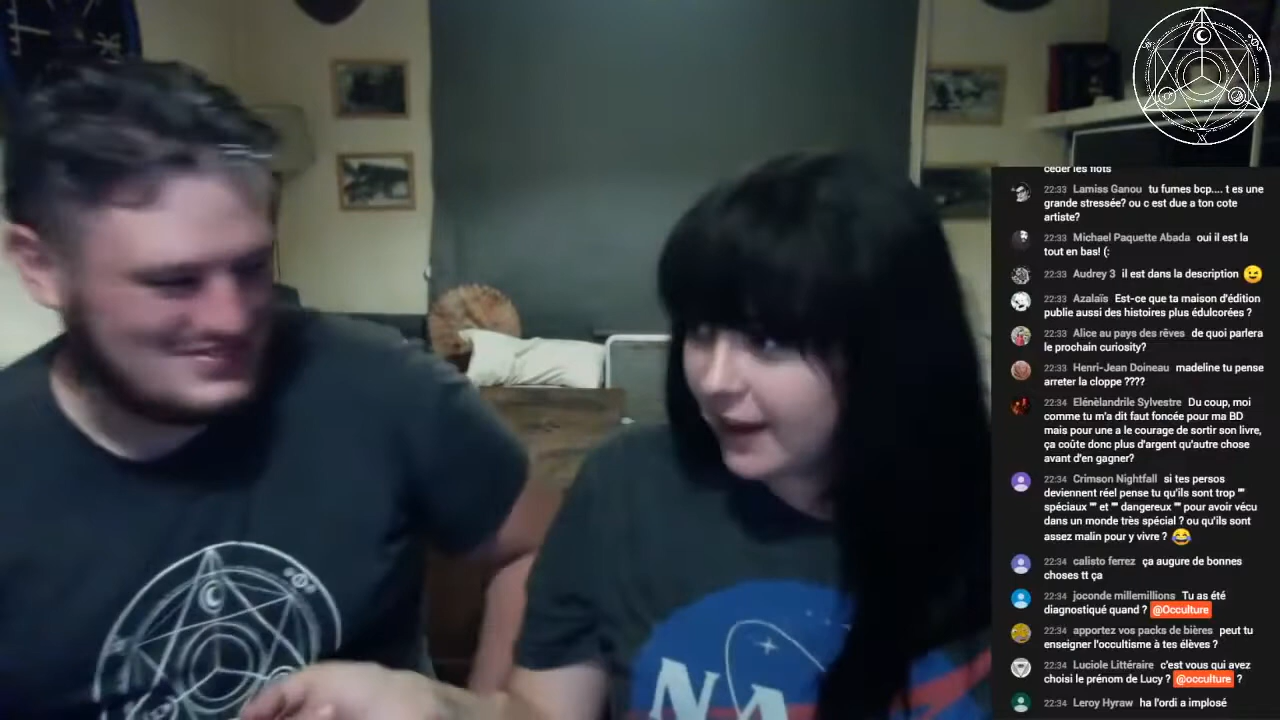 céder les flots
22:33 Lamiss Ganou tu fumes bcp.... t es une
grande stressée? ou c est due a ton cote
artiste?
22:33 Michael Paquette Abada oui il est la
tout en bas! (:
22:33 Audrey 3 il est dans la description 😉
22:33 Azalaïs Est-ce que ta maison d'édition
publie aussi des histoires plus édulcorées ?
22:33 Alice au pays des rêves de quoi parlera
le prochain curiosity?
22:33 Henri-Jean Doineau madeline tu pense
arreter la cloppe ????
22:34 Elénèlandrile Sylvestre Du coup, moi
comme tu m'a dit faut foncée pour ma BD
mais pour une a le courage de sortir son livre,
ça coûte donc plus d'argent qu'autre chose
avant d'en gagner?
22:34 Crimson Nightfall si tes persos
deviennent réel pense tu qu'ils sont trop ""
spéciaux "" et "" dangereux "" pour avoir vécu
dans un monde très spécial ? ou qu'ils sont
assez malin pour y vivre ? 😂
22:34 calisto ferrez ça augure de bonnes
choses tt ça
22:34 joconde millemillions Tu as été
diagnostiqué quand ? @Occulture
22:34 apportez vos packs de bières peut tu
enseigner l'occultisme à tes élèves ?
22:34 Luciole Littéraire c'est vous qui avez
choisi le prénom de Lucy ? @occulture ?
22:34 Leroy Hyraw ha l'ordi a implosé